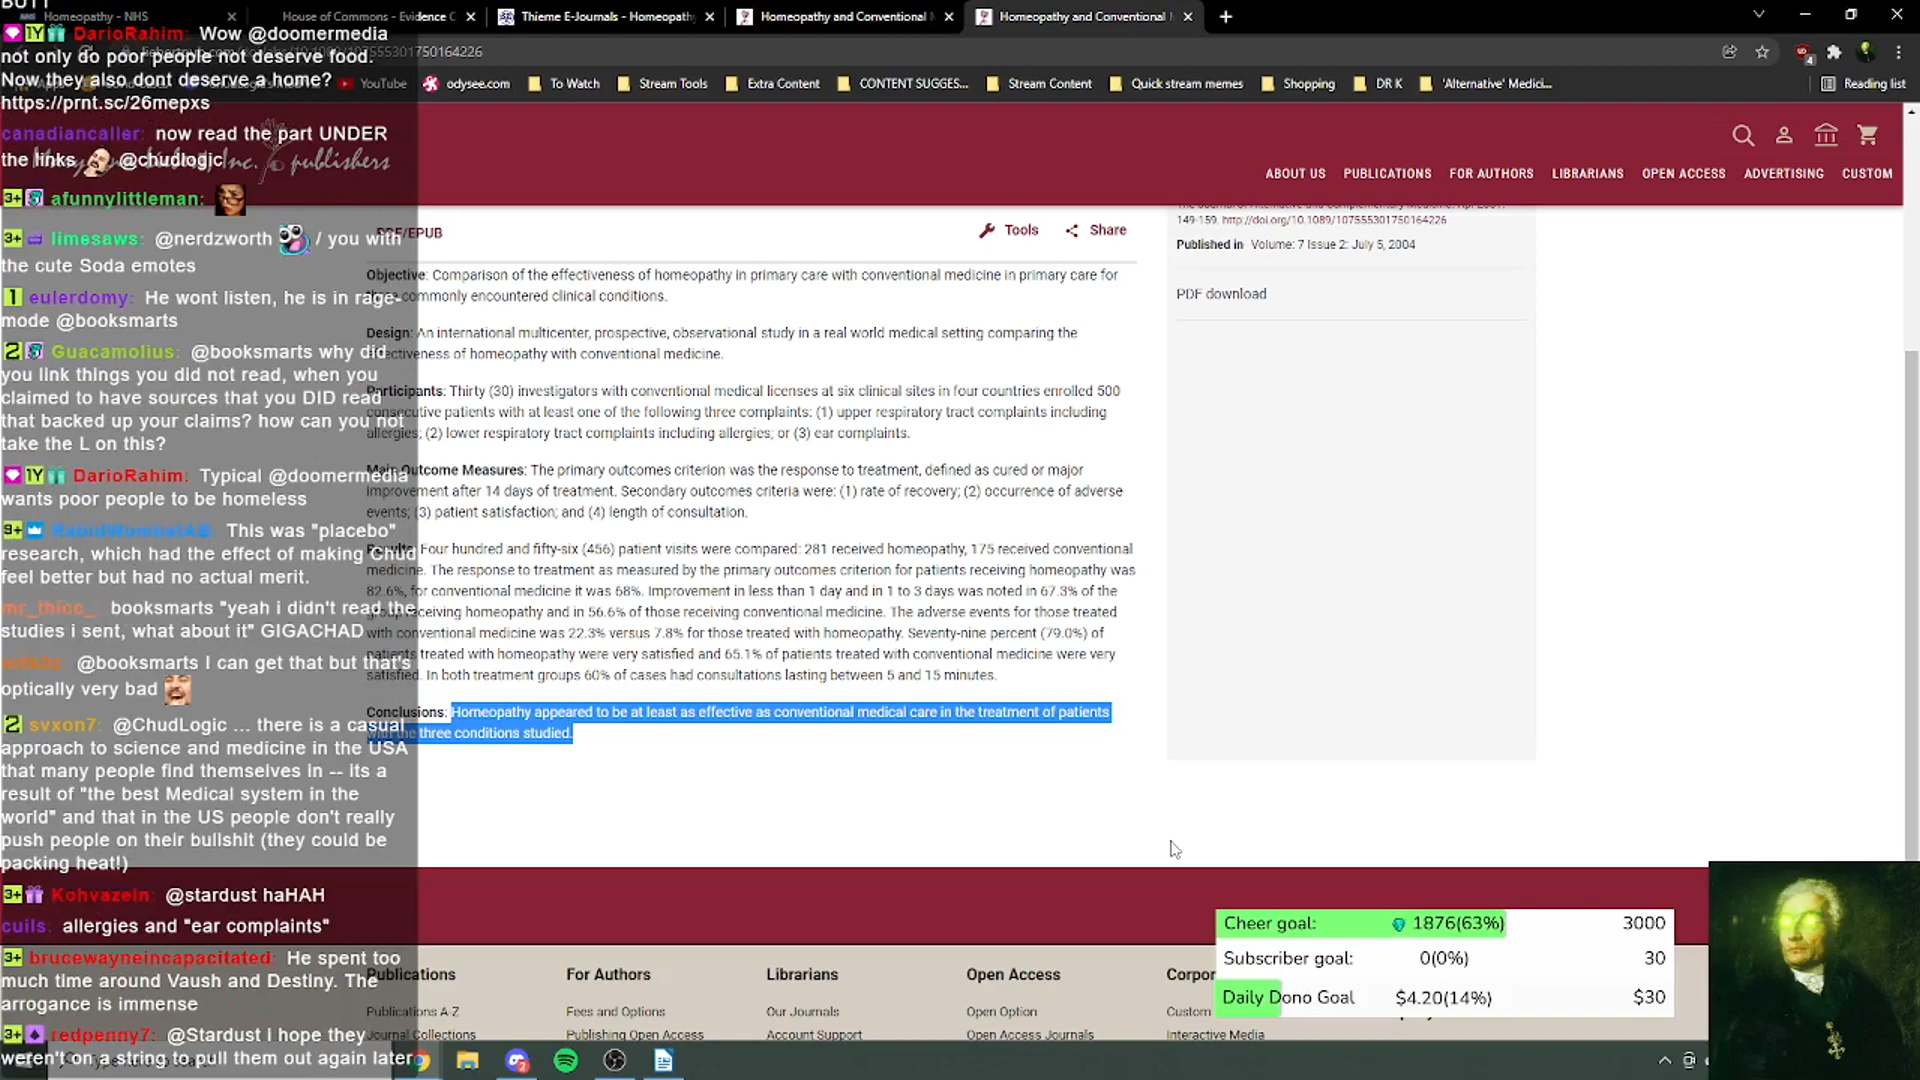 Homeopathy - NHS
House of Commons - Evidence C
Thieme E-Journals - Homeopathy
Homeopathy and Conventional
Homeopathy and Conventional
DarioRahim: Wow @doomermedia
not only do poor people not deserve food.
Now they also dont deserve a home?
https://prnt.sc/26mepxs
canadiancaller: now read the part UNDER
the links @chudlogic
afunnylittleman:
limesaws: @nerdzworth / you with
the cute Soda emotes
eulerdomy: He wont listen, he is in rage-
mode @booksmarts
Guacamolius: @booksmarts why did
you link things you did not read, when you
claimed to have sources that you DID read
that backed up your claims? how can you not
take the L on this?
DarioRahim: Typical @doomermedia
wants poor people to be homeless
This was "placebo"
research, which had the effect of making Chud
feel better but had no actual merit.
mr_thicc_ booksmarts "yeah i didn't read the
studies i sent, what about it" GIGACHAD
@booksmarts I can get that but that's
optically very bad
svxon7: @ChudLogic ... there is a casual
approach to science and medicine in the USA
that many people find themselves in -- its a
result of "the best Medical system in the
world" and that in the US people don't really
push people on their bullshit (they could be
packing heat!)
Kohvazein: @stardust haHAH
cuils: allergies and "ear complaints"
brucewayneincapacitated: He spent too
much time around Vaush and Destiny. The
arrogance is immense
redpenny7: @Stardust i hope they
weren't on a string to pull them out again later
750164226
YouTube
odysee.com
To Watch
Stream Tools
Extra Content
CONTENT SUGGES...
Stream Content
Quick stream memes
Shopping
DR K
'Alternative' Medici...
Reading list
Inc. publishers
ABOUT US
PUBLICATIONS
FOR AUTHORS
LIBRARIANS
OPEN ACCESS
ADVERTISING
CUSTOM
PDF/EPUB
Tools
Share
149-159. http://doi.org/10.1089/107555301750164226
Published in Volume: 7 Issue 2: July 5, 2004
PDF download
Objective: Comparison of the effectiveness of homeopathy in primary care with conventional medicine in primary care for
commonly encountered clinical conditions.
Design: An international multicenter, prospective, observational study in a real world medical setting comparing the
effectiveness of homeopathy with conventional medicine.
Participants: Thirty (30) investigators with conventional medical licenses at six clinical sites in four countries enrolled 500
consecutive patients with at least one of the following three complaints: (1) upper respiratory tract complaints including
allergies; (2) lower respiratory tract complaints including allergies; or (3) ear complaints.
Main Outcome Measures: The primary outcomes criterion was the response to treatment, defined as cured or major
improvement after 14 days of treatment. Secondary outcomes criteria were: (1) rate of recovery; (2) occurrence of adverse
events; (3) patient satisfaction; and (4) length of consultation.
Results: Four hundred and fifty-six (456) patient visits were compared: 281 received homeopathy, 175 received conventional
medicine. The response to treatment as measured by the primary outcomes criterion for patients receiving homeopathy was
82.6%, for conventional medicine it was 68%. Improvement in less than 1 day and in 1 to 3 days was noted in 67.3% of the
group receiving homeopathy and in 56.6% of those receiving conventional medicine. The adverse events for those treated
with conventional medicine was 22.3% versus 7.8% for those treated with homeopathy. Seventy-nine percent (79.0%) of
patients treated with homeopathy were very satisfied and 65.1% of patients treated with conventional medicine were very
satisfied. In both treatment groups 60% of cases had consultations lasting between 5 and 15 minutes.
Conclusions: Homeopathy appeared to be at least as effective as conventional medical care in the treatment of patients
with the three conditions studied.
Publications
Publications A-Z
Journal Collections
For Authors
Fees and Options
Publishing Open Access
Librarians
Our Journals
Account Support
Open Access
Open Option
Open Access Journals
Corpor
Custom
Interactive Media
Cheer goal: 1876(63%) 3000
Subscriber goal: 0(0%) 30
Daily Dono Goal $4.20(14%) $30